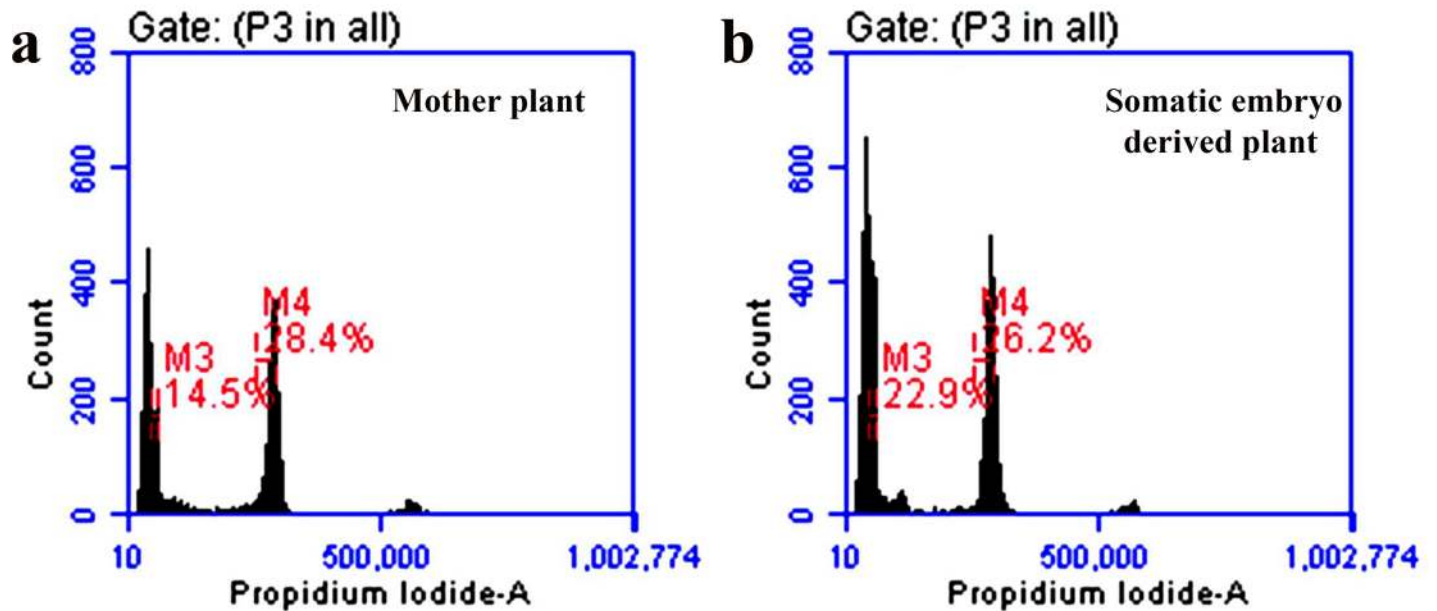 a
Gate: (P3 in all)
Mother plant
800
600
400
200
0
Count
M3
14.5%
M4
28.4%
10
500,000
1,002,774
Propidium Iodide-A
b
Gate: (P3 in all)
Somatic embryo
derived plant
800
600
400
200
0
Count
M3
22.9%
M4
26.2%
10
500,000
1,002,774
Propidium Iodide-A